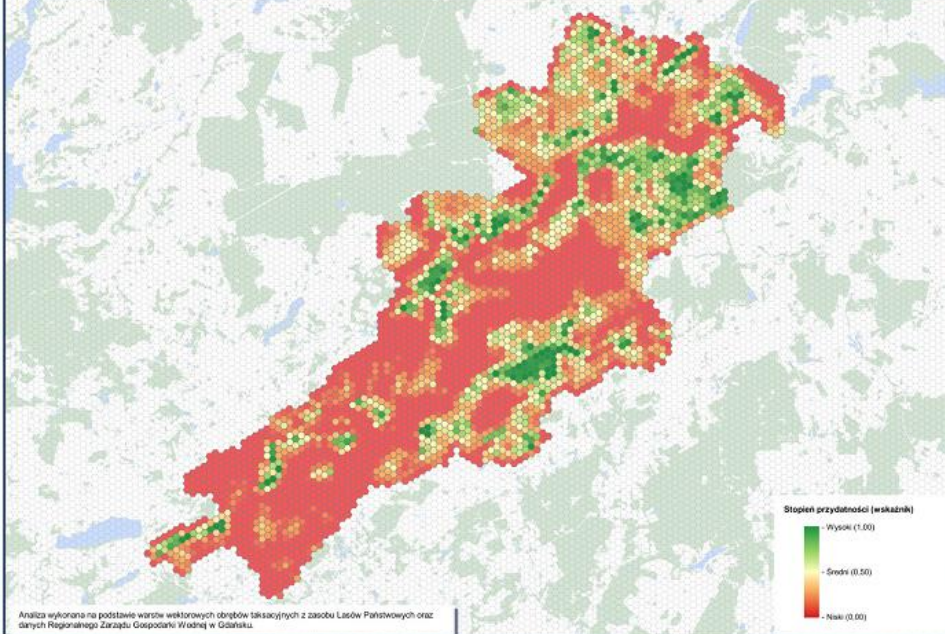 Stopień przydatności (wskaźnik)
- Wysoki (1,00)
- Średni (0,50)
- Niski (0,00)
Analiza wykonana na podstawie warstw wektorowych obrębów taksacyjnych z zasobu Lasów Państwowych oraz
danych Regionalnego Zarządu Gospodarki Wodnej w Gdańsku.